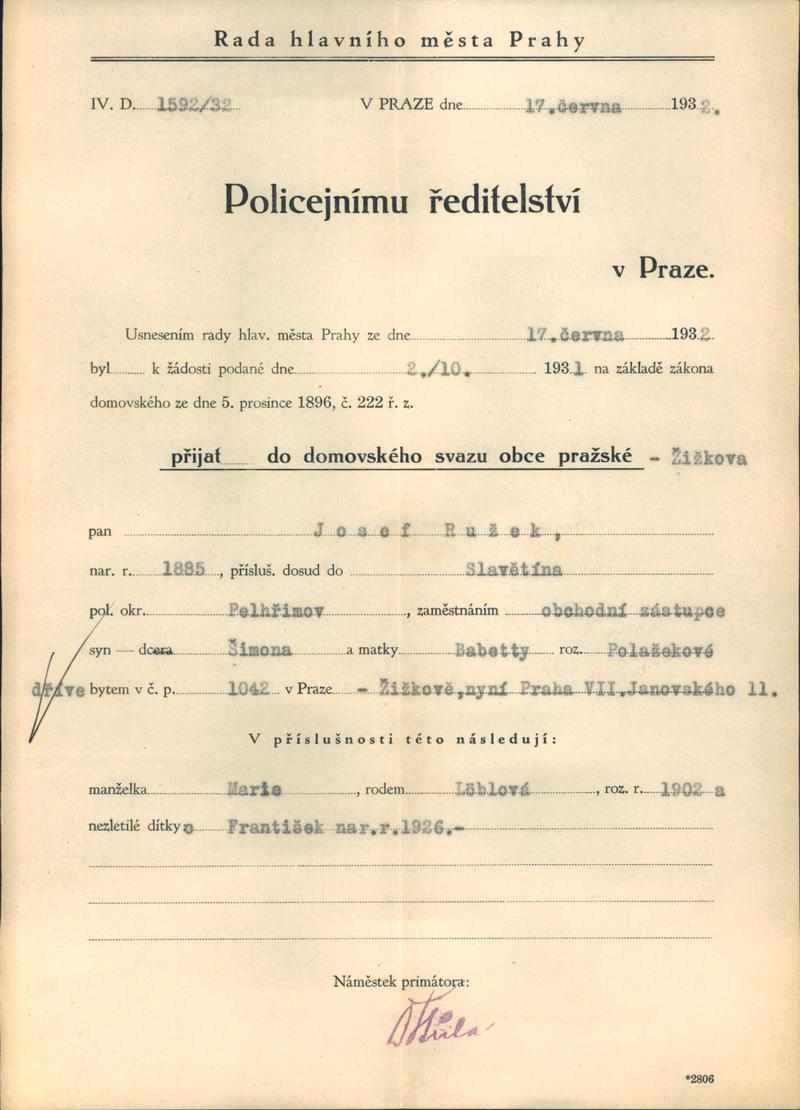 Rada hlavního města Prahy
IV. D. 1592/32 V PRAZE dne 17.června 1932.
Policejnímu ředitelství
v Praze.
Usnesením rady hlav. města Prahy ze dne 17.června 1932
byl k žádosti podané dne 2./10. 1931 na základě zákona
domovského ze dne 5. prosince 1896, č. 222 ř. z.
přijat do domovského svazu obce pražské - Žižkova
pan Josef Ružek,
nar. r. 1885, přísluš. dosud do Slavětína
pol. okr. Pelhřimov, zaměstnáním obchodní zástupce
syn — dcera Šimona a matky Babetty roz. Polažekové
dříve bytem v č. p. 1042 v Praze - Žižkově,nyní Praha VII.Janovského 11.
V příslušnosti této následují:
manželka Marie, rodem Löblová, roz. r. 1902 a
nezletilé dítky o František nar.r.1926.-
Náměstek primátora:
*2806